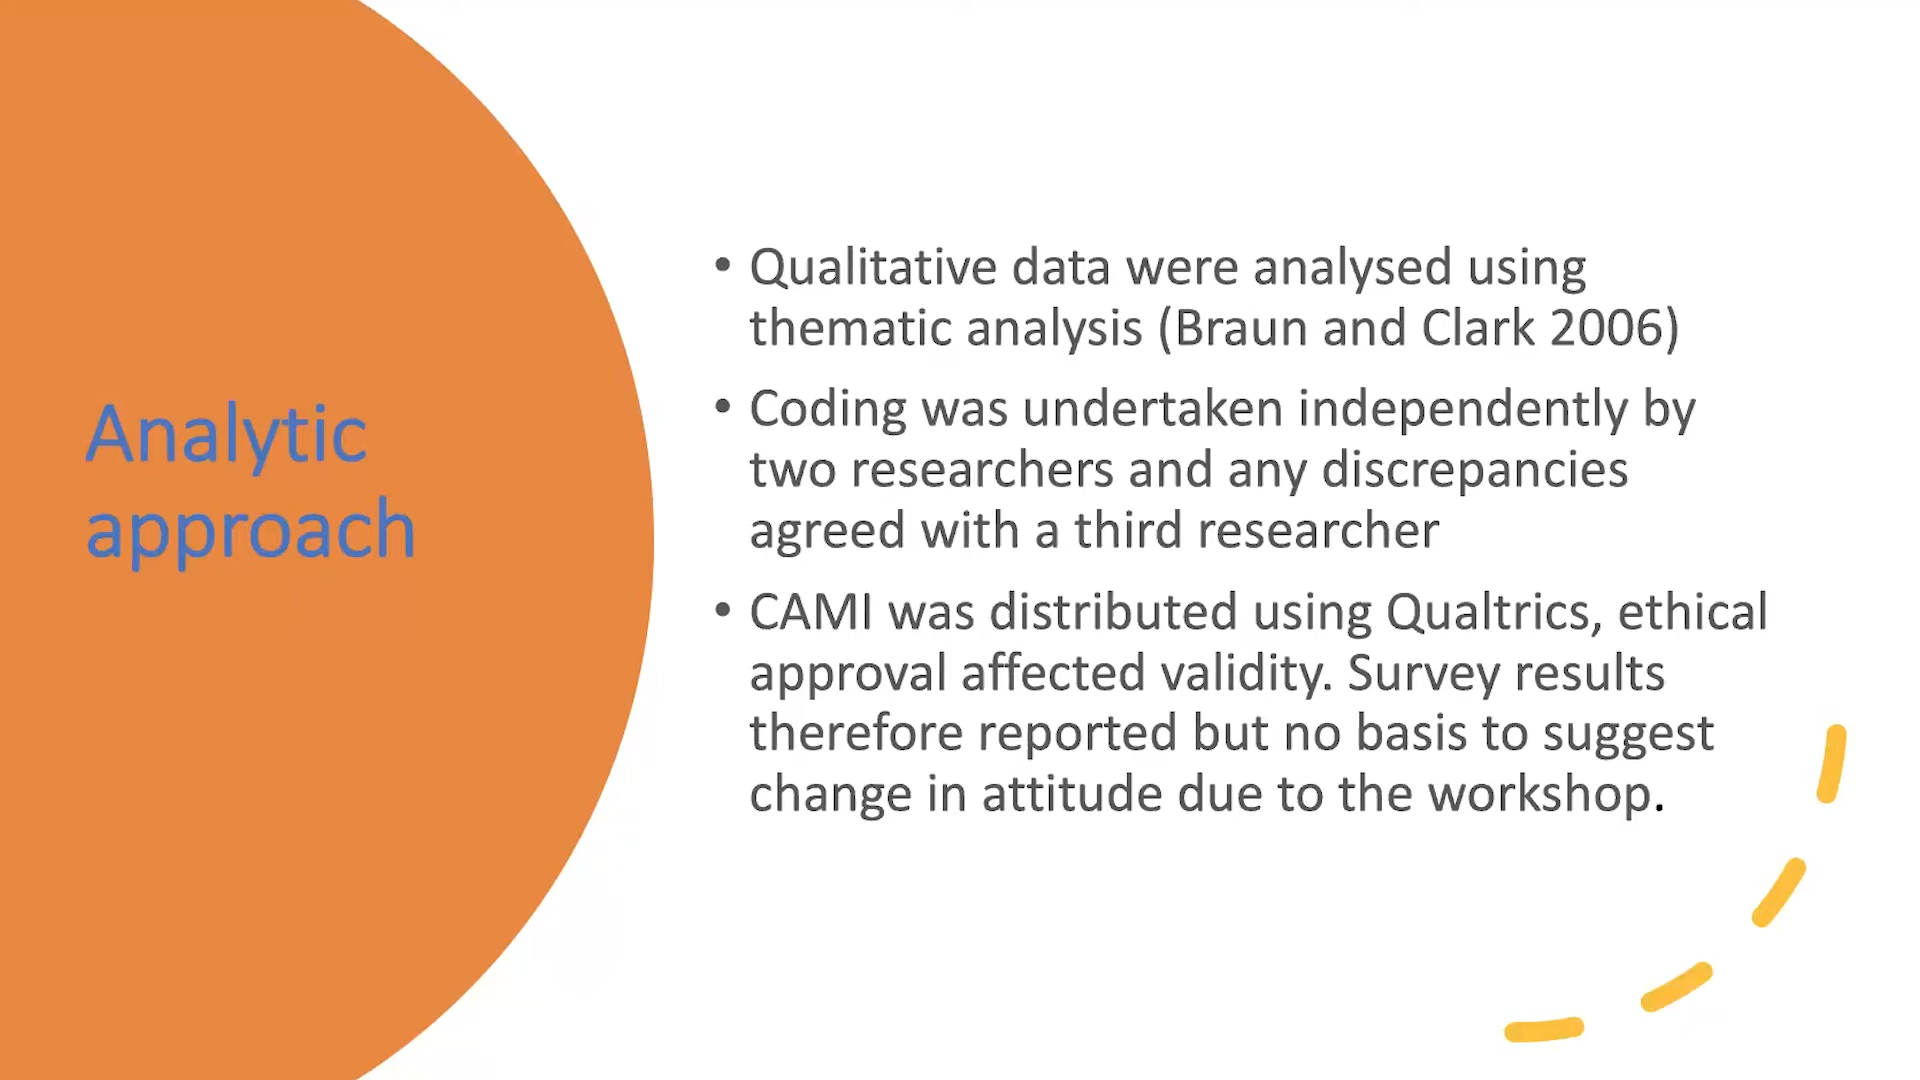 Analytic
approach
• Qualitative data were analysed using
thematic analysis (Braun and Clark 2006)
• Coding was undertaken independently by
two researchers and any discrepancies
agreed with a third researcher
• CAMI was distributed using Qualtrics, ethical
approval affected validity. Survey results
therefore reported but no basis to suggest
change in attitude due to the workshop.